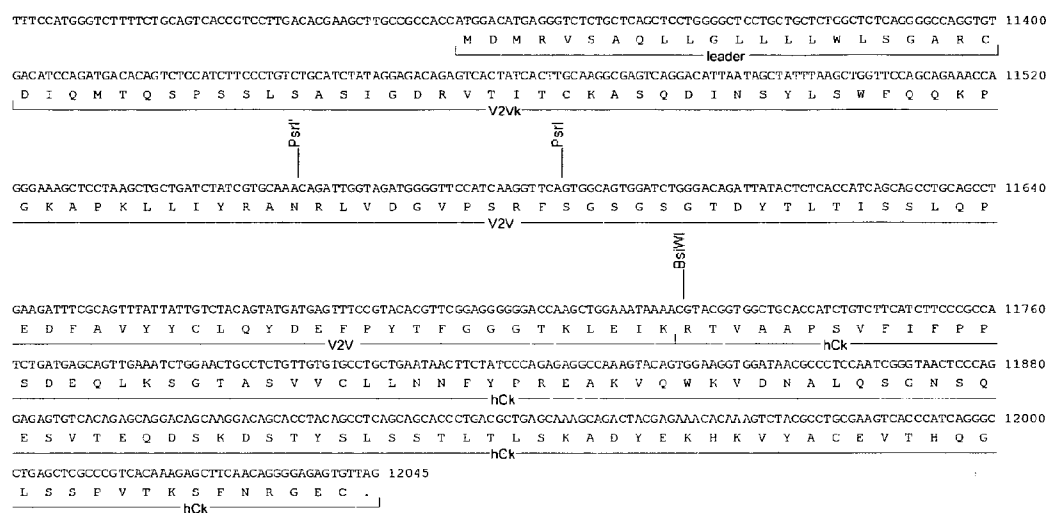 TTTCCATGGGTCTTTTCTGCAGTCACCGTCCTTGACACGAAGCTTGCCGCCACCATGGACATGAGGGTCTCTGCTCAGCTCCTGGGGCTCCTGCTGCTCTGGCTCTCAGGGGCCAGGTGT 11400
M D M R V S A Q L L G L L L L W L S G A R C
leader
GACATCCAGATGACACAGTCTCCATCTTCCCTGTCTGCATCTATAGGAGACAGAGTCACTATCACTTGCAAGGCGAGTCAGGACATTAATAGCTATTTAAGCTGGTTCCAGCAGAAACCA 11520
D I Q M T Q S P S S L S A S I G D R V T I T C K A S Q D I N S Y L S W F Q Q K P
V2Vk
PsrI' PsrI
GGGAAAGCTCCTAAGCTGCTGATCTATCGTGCAAACAGATTGGTAGATGGGGTTCCATCAAGGTTCAGTGGCAGTGGATCTGGGACAGATTATACTCTCACCATCAGCAGCCTGCAGCCT 11640
G K A P K L L I Y R A N R L V D G V P S R F S G S G S G T D Y T L T I S S L Q P
V2V
BsiWI
GAAGATTTCGCAGTTTATTATTGTCTACAGTATGATGAGTTTCCGTACACGTTCGGAGGGGGGACCAAGCTGGAAATAAAACGTACGGTGGCTGCACCATCTGTCTTCATCTTCCCGCCA 11760
E D F A V Y Y C L Q Y D E F P Y T F G G G T K L E I K R T V A A P S V F I F P P
V2V hCk
TCTGATGAGCAGTTGAAATCTGGAACTGCCTCTGTTGTGTGCCTGCTGAATAACTTCTATCCCAGAGAGGCCAAAGTACAGTGGAAGGTGGATAACGCCCTCCAATCGGGTAACTCCCAG 11880
S D E Q L K S G T A S V V C L L N N F Y P R E A K V Q W K V D N A L Q S G N S Q
hCk
GAGAGTGTCACAGAGCAGGACAGCAAGGACAGCACCTACAGCCTCAGCAGCACCCTGACGCTGAGCAAAGCAGACTACGAGAAACACAAAGTCTACGCCTGCGAAGTCACCCATCAGGGC 12000
E S V T E Q D S K D S T Y S L S S T L T L S K A D Y E K H K V Y A C E V T H Q G
hCk
CTGAGCTCGCCCGTCACAAAGAGCTTCAACAGGGGAGAGTGTTAG 12045
L S S P V T K S F N R G E C .
hCk